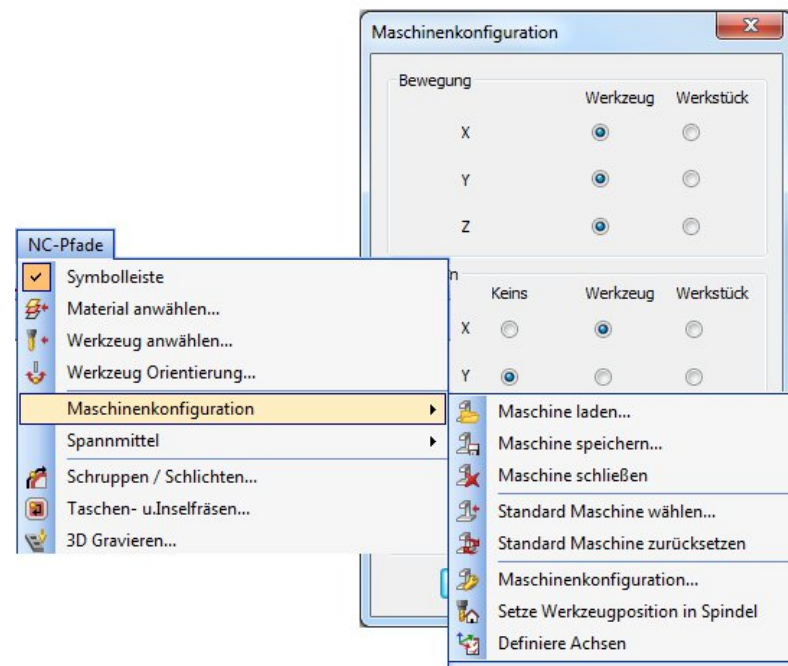 Maschinenkonfiguration
Bewegung
Werkzeug Werkstück
X
Y
Z
n
Keins Werkzeug Werkstück
X
Y
NC-Pfade
Symbolleiste
Material anwählen...
Werkzeug anwählen...
Werkzeug Orientierung...
Maschinenkonfiguration
Spannmittel
Schruppen / Schlichten...
Taschen- u.Inselfräsen...
3D Gravieren...
Maschine laden...
Maschine speichern...
Maschine schließen
Standard Maschine wählen...
Standard Maschine zurücksetzen
Maschinenkonfiguration...
Setze Werkzeugposition in Spindel
Definiere Achsen